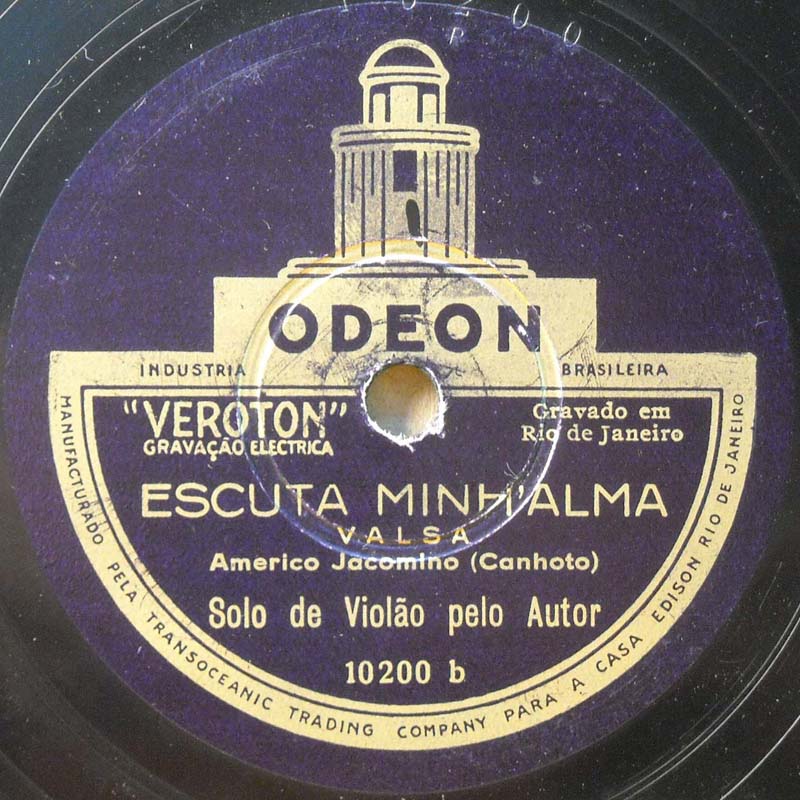 10200
R
ODEON
INDUSTRIA BRASILEIRA
"VEROTON"
GRAVAÇÃO ELECTRICA
Gravado em
Rio de Janeiro
ESCUTA MINH'ALMA
VALSA
Americo Jacomino (Canhoto)
Solo de Violão pelo Autor
10200 b
MANUFACTURADO PELA TRANSOCEANIC TRADING COMPANY PARA A CASA EDISON RIO DE JANEIRO